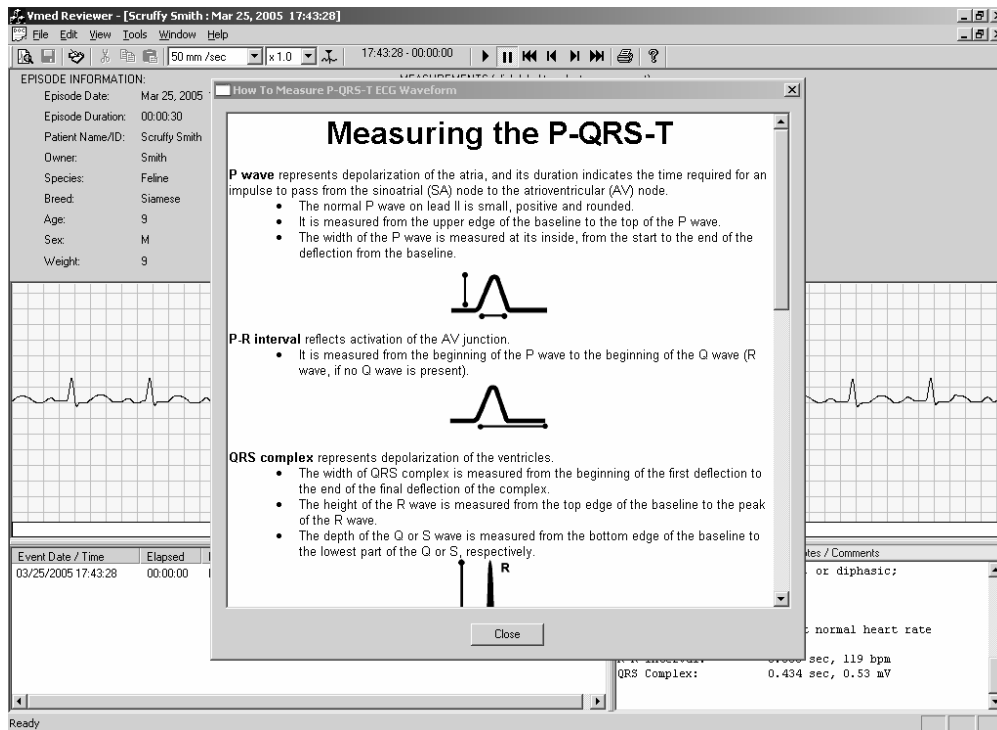 Vmed Reviewer - [Scruffy Smith : Mar 25, 2005 17:43:28]
File Edit View Tools Window Help
50 mm /sec x 1.0 17:43:28 - 00:00:00
EPISODE INFORMATION:
Episode Date: Mar 25, 2005
Episode Duration: 00:00:30
Patient Name/ID: Scruffy Smith
Owner: Smith
Species: Feline
Breed: Siamese
Age: 9
Sex: M
Weight: 9
How To Measure P-QRS-T ECG Waveform
Measuring the P-QRS-T
P wave represents depolarization of the atria, and its duration indicates the time required for an
impulse to pass from the sinoatrial (SA) node to the atrioventricular (AV) node.
• The normal P wave on lead II is small, positive and rounded.
• It is measured from the upper edge of the baseline to the top of the P wave.
• The width of the P wave is measured at its inside, from the start to the end of the
deflection from the baseline.
P-R interval reflects activation of the AV junction.
• It is measured from the beginning of the P wave to the beginning of the Q wave (R
wave, if no Q wave is present).
QRS complex represents depolarization of the ventricles.
• The width of QRS complex is measured from the beginning of the first deflection to
the end of the final deflection of the complex.
• The height of the R wave is measured from the top edge of the baseline to the peak
of the R wave.
• The depth of the Q or S wave is measured from the bottom edge of the baseline to
the lowest part of the Q or S, respectively.
R
Close
Event Date / Time Elapsed
03/25/2005 17:43:28 00:00:00
/ Comments
or diphasic;
normal heart rate
sec, 119 bpm
QRS Complex: 0.434 sec, 0.53 mV
Ready